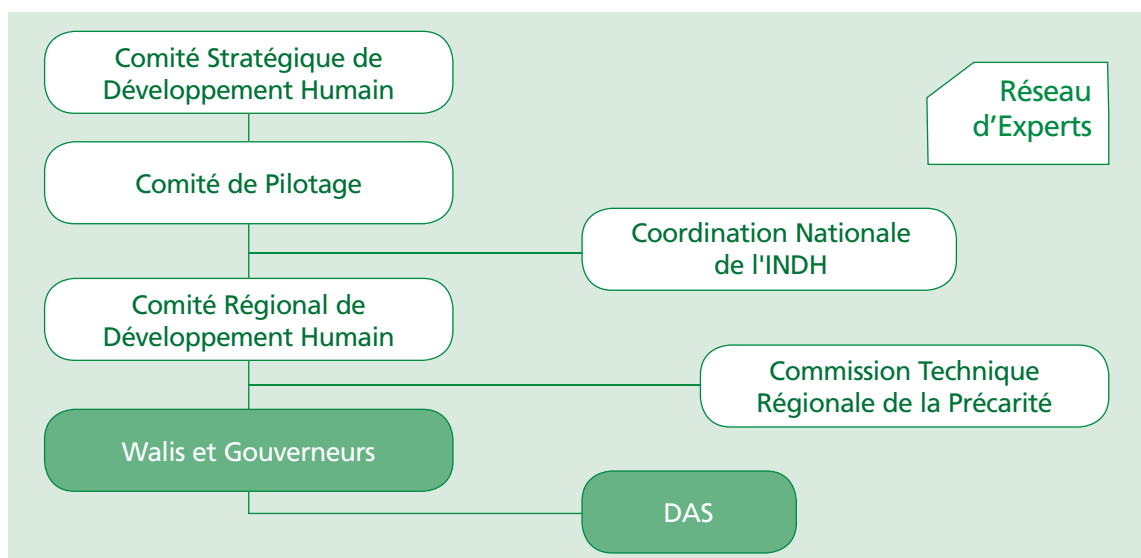 Comité Stratégique de
Développement Humain
Réseau
d’Experts
Comité de Pilotage
Coordination Nationale
de l'INDH
Comité Régional de
Développement Humain
Commission Technique
Régionale de la Précarité
Walis et Gouverneurs
DAS